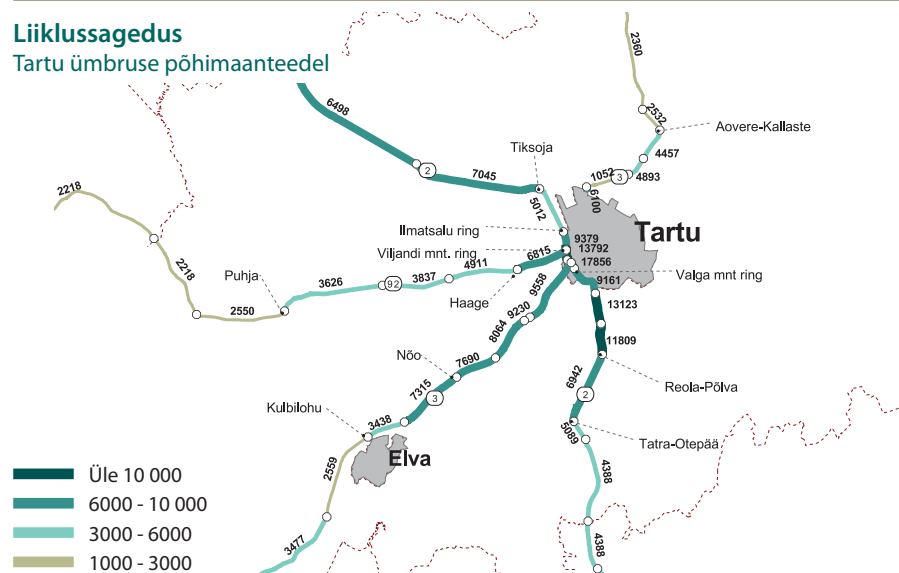 Liiklussagedus
Tartu ümbruse põhimaanteedel
2360
2532
Aovere-Kallaste
4457
4893
3
1052
6100
6498
2
7045
Tiksoja
5012
Ilmatsalu ring
Viljandi mnt. ring
Tartu
9379
13792
17856
Valga mnt ring
9161
2218
2218
2550
Puhja
3626
92
3837
4911
6815
Haage
9558
9230
8064
7690
Nõo
7315
3
3438
Kulbilohu
Elva
2559
3477
13123
11809
Reola-Põlva
6942
2
5089
Tatra-Otepää
4388
4388
Üle 10 000
6000 - 10 000
3000 - 6000
1000 - 3000